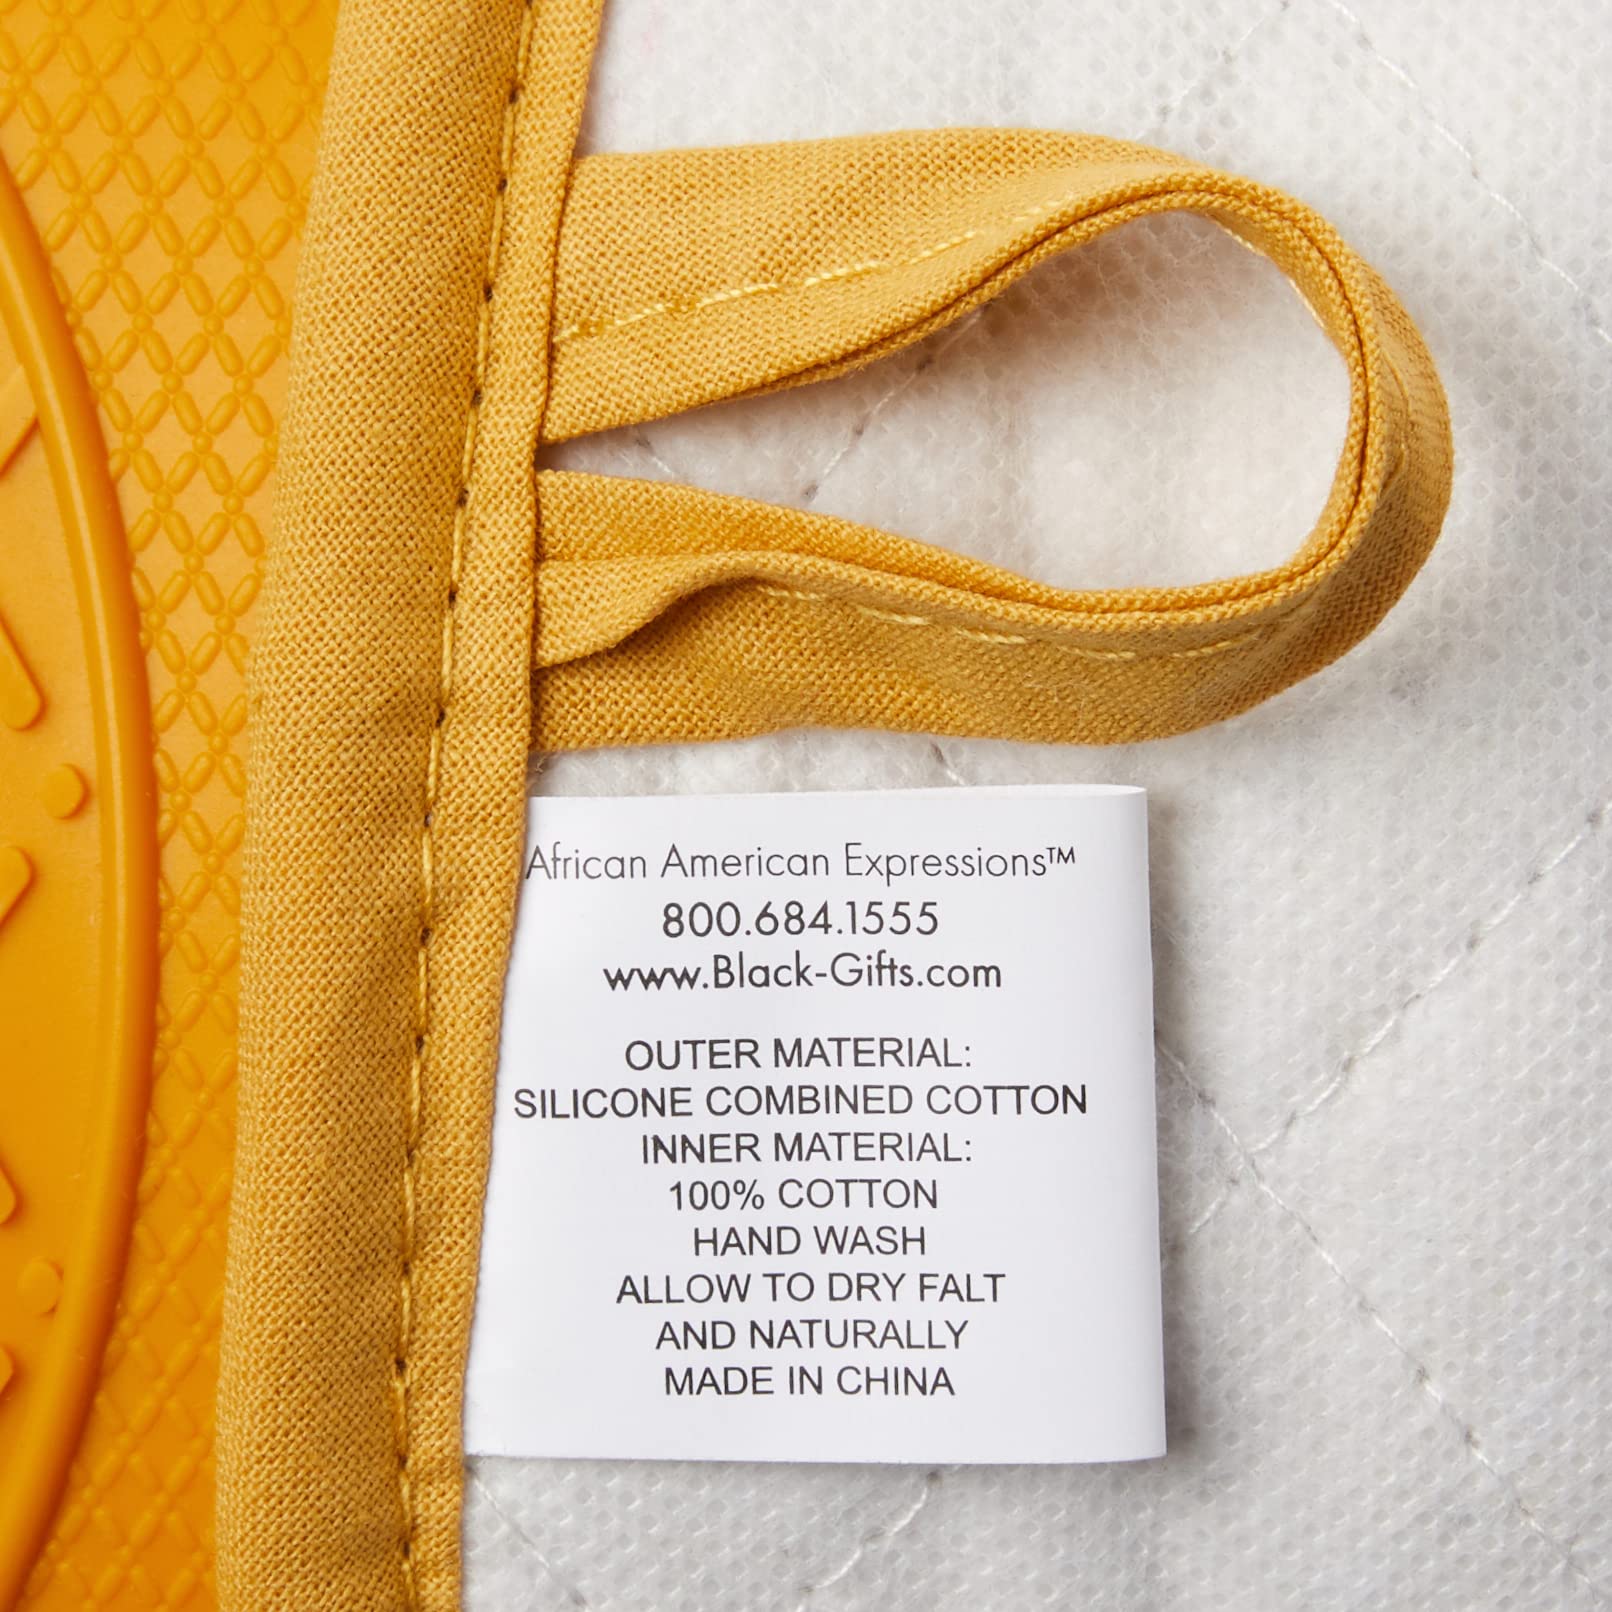 African American Expressions™
800.684.1555
www.Black-Gifts.com
OUTER MATERIAL:
SILICONE COMBINED COTTON
INNER MATERIAL:
100% COTTON
HAND WASH
ALLOW TO DRY FALT
AND NATURALLY
MADE IN CHINA